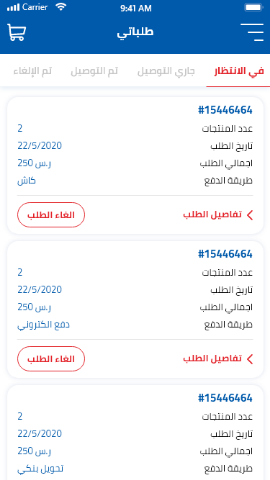 Carrier 9:41 AM
طلباتي
في الانتظار جاري التوصيل تم التوصيل تم الإلغاء
#15446464
عدد المنتجات 2
تاريخ الطلب 22/5/2020
اجمالي الطلب 250 ر.س
طريقة الدفع كاش
تفاصيل الطلب الغاء الطلب
#15446464
عدد المنتجات 2
تاريخ الطلب 22/5/2020
اجمالي الطلب 250 ر.س
طريقة الدفع دفع الكتروني
تفاصيل الطلب الغاء الطلب
#15446464
عدد المنتجات 2
تاريخ الطلب 22/5/2020
اجمالي الطلب 250 ر.س
طريقة الدفع تحويل بنكي